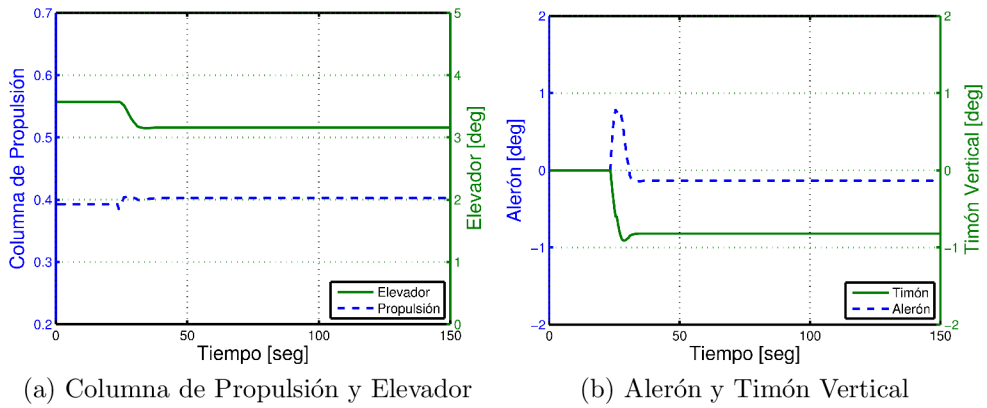 0.7
0.6
0.5
0.4
0.3
0.2
Columna de Propulsión
5
4
3
2
1
0
Elevador [deg]
Elevador
Propulsión
0
50
100
150
Tiempo [seg]
(a) Columna de Propulsión y Elevador
2
1
0
−1
−2
Alerón [deg]
2
1
0
−1
−2
Timón Vertical [deg]
Timón
Alerón
0
50
100
150
Tiempo [seg]
(b) Alerón y Timón Vertical